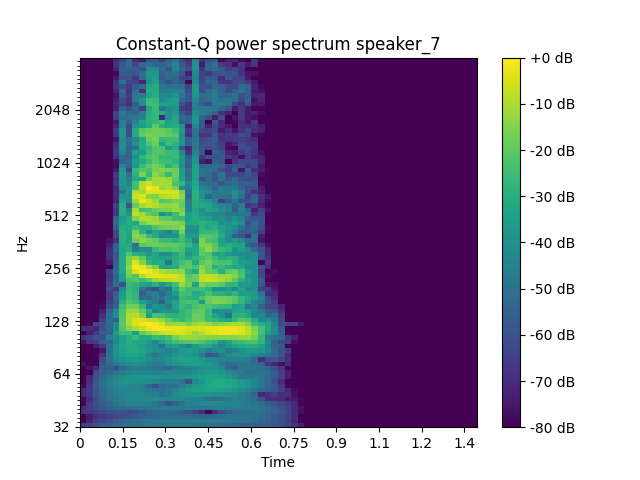 Constant-Q power spectrum speaker_7
Hz
2048
1024
512
256
128
64
32
0 0.15 0.3 0.45 0.6 0.75 0.9 1.1 1.2 1.4
Time
+0 dB
-10 dB
-20 dB
-30 dB
-40 dB
-50 dB
-60 dB
-70 dB
-80 dB